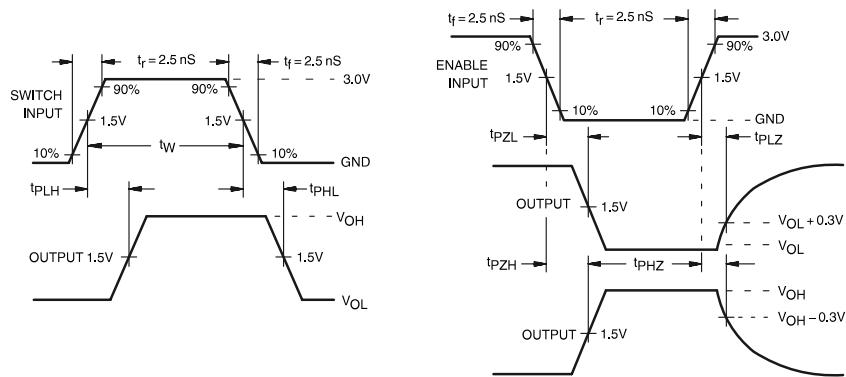 tr = 2.5 nS
tf = 2.5 nS
3.0V
SWITCH
INPUT
90%
90%
1.5V
1.5V
10%
tW
10%
GND
tPLH
tPHL
VOH
OUTPUT 1.5V
1.5V
VOL
tf = 2.5 nS
tr = 2.5 nS
3.0V
90%
90%
ENABLE
INPUT
1.5V
1.5V
10%
10%
GND
tPZL
tPLZ
OUTPUT
1.5V
VOL + 0.3V
VOL
tPZH
tPHZ
VOH
VOH – 0.3V
OUTPUT
1.5V